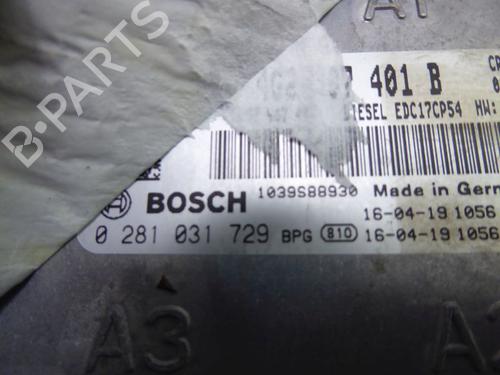 A1
B-PARTS
401 B
DIESEL EDC17CP54 HW:
BOSCH 1039S88930 Made in Germ
16-04-19 1056
0 281 031 729 BPG 810 16-04-19 1056
A3